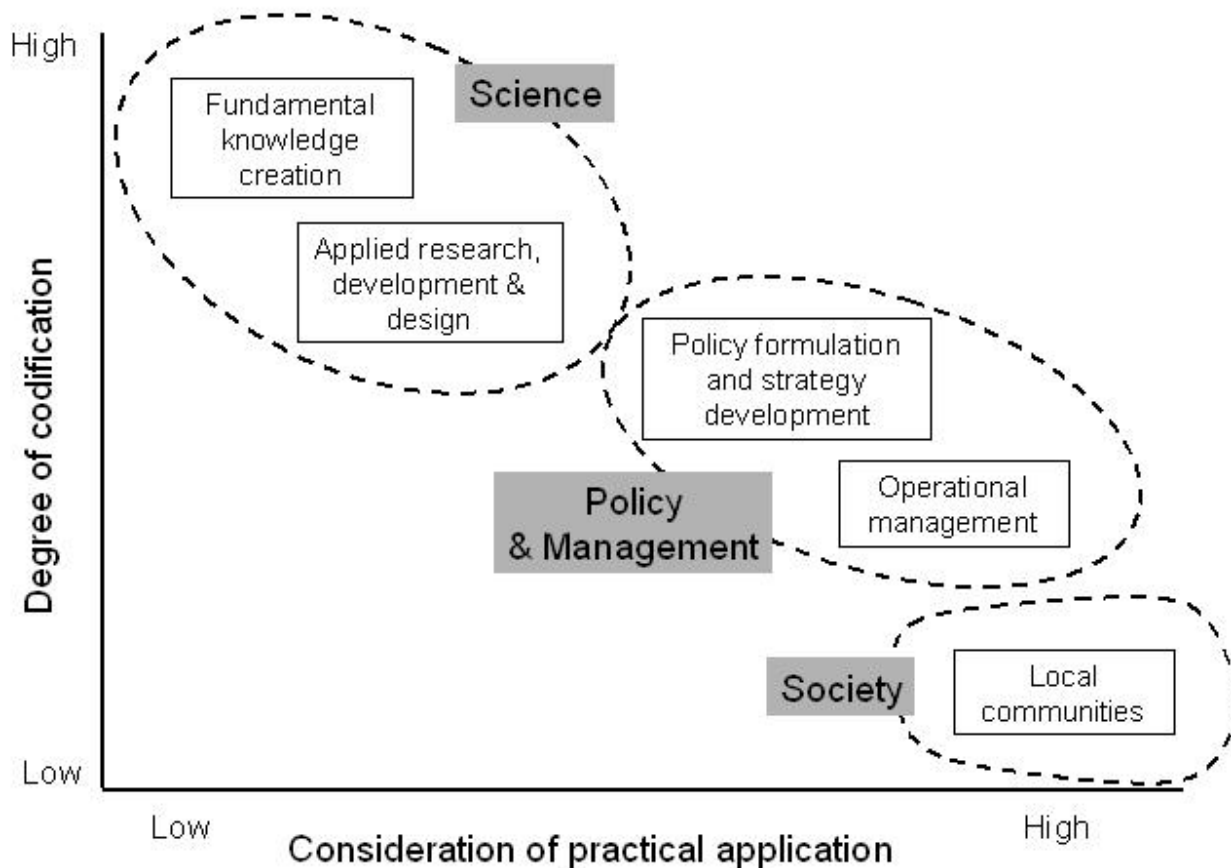 High
Science
Fundamental
knowledge
creation
Applied research,
development &
design
Policy formulation
and strategy
development
Policy
& Management
Operational
management
Society
Local
communities
Degree of codification
Low
Low
High
Consideration of practical application